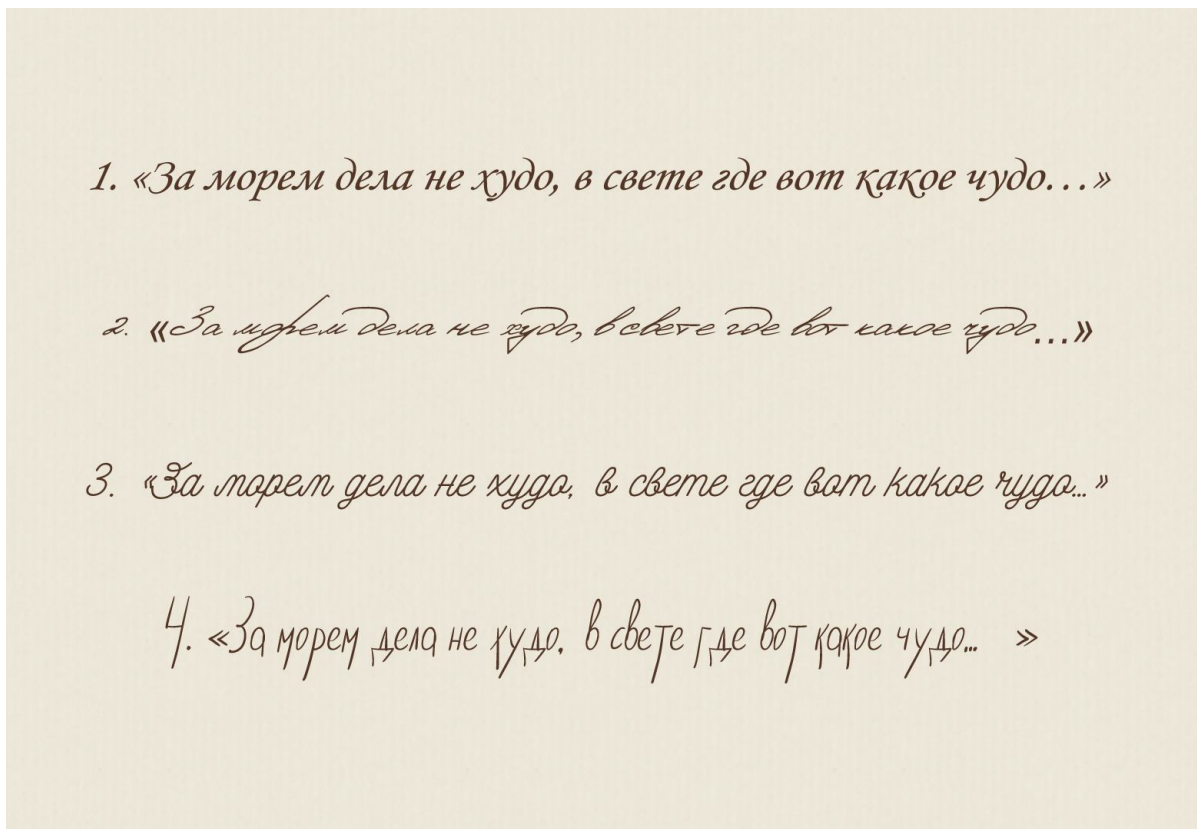 1. «За морем дела не худо, в свете где вот какое чудо…»
2. «За морем дела не худо, в свете где вот какое чудо…»
3. «За морем дела не худо, в свете где вот какое чудо...»
4. «За морем дела не худо, в свете где вот какое чудо... »